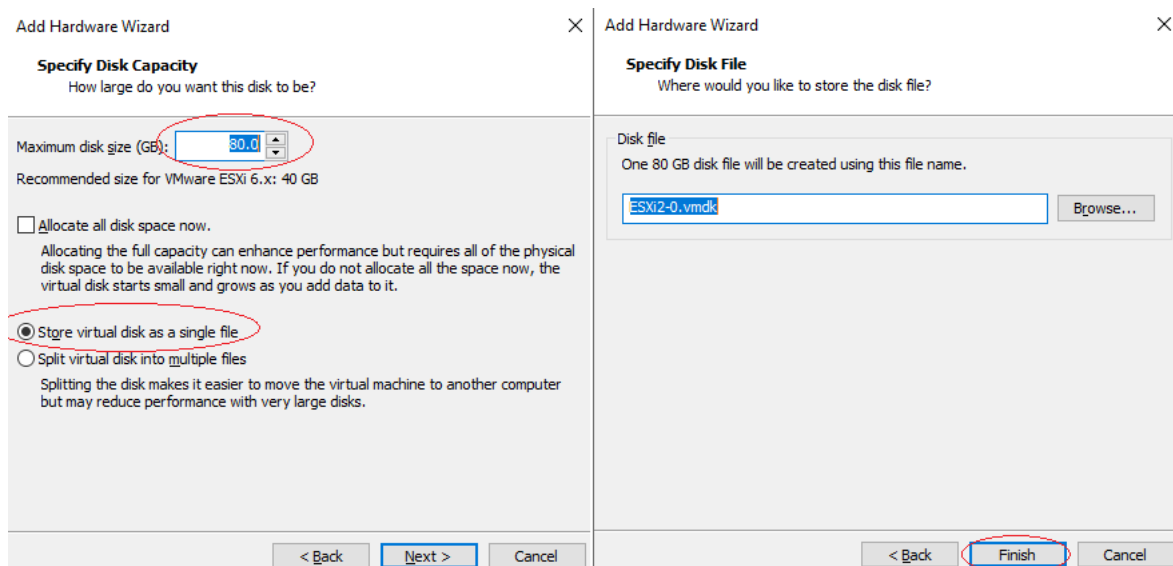 Add Hardware Wizard
Specify Disk Capacity
How large do you want this disk to be?
Maximum disk size (GB):
80.0
Recommended size for VMware ESXi 6.x: 40 GB
Allocate all disk space now.
Allocating the full capacity can enhance performance but requires all of the physical
disk space to be available right now. If you do not allocate all the space now, the
virtual disk starts small and grows as you add data to it.
Store virtual disk as a single file
Split virtual disk into multiple files
Splitting the disk makes it easier to move the virtual machine to another computer
but may reduce performance with very large disks.
< Back
Next >
Cancel
Add Hardware Wizard
Specify Disk File
Where would you like to store the disk file?
Disk file
One 80 GB disk file will be created using this file name.
ESXi2-0.vmdk
Browse...
< Back
Finish
Cancel